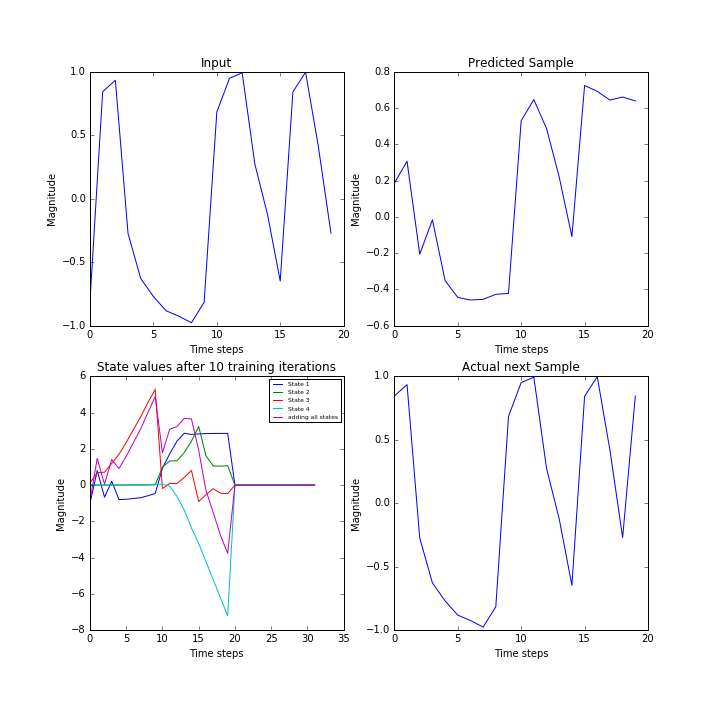 Input
1.0
0.5
0.0
−0.5
−1.0
Magnitude
0 5 10 15 20
Time steps
Predicted Sample
0.8
0.6
0.4
0.2
0.0
−0.2
−0.4
−0.6
Magnitude
0 5 10 15 20
Time steps
State values after 10 training iterations
6
4
2
0
−2
−4
−6
−8
Magnitude
State 1
State 2
State 3
State 4
adding all states
0 5 10 15 20 25 30 35
Time steps
Actual next Sample
1.0
0.5
0.0
−0.5
−1.0
Magnitude
0 5 10 15 20
Time steps